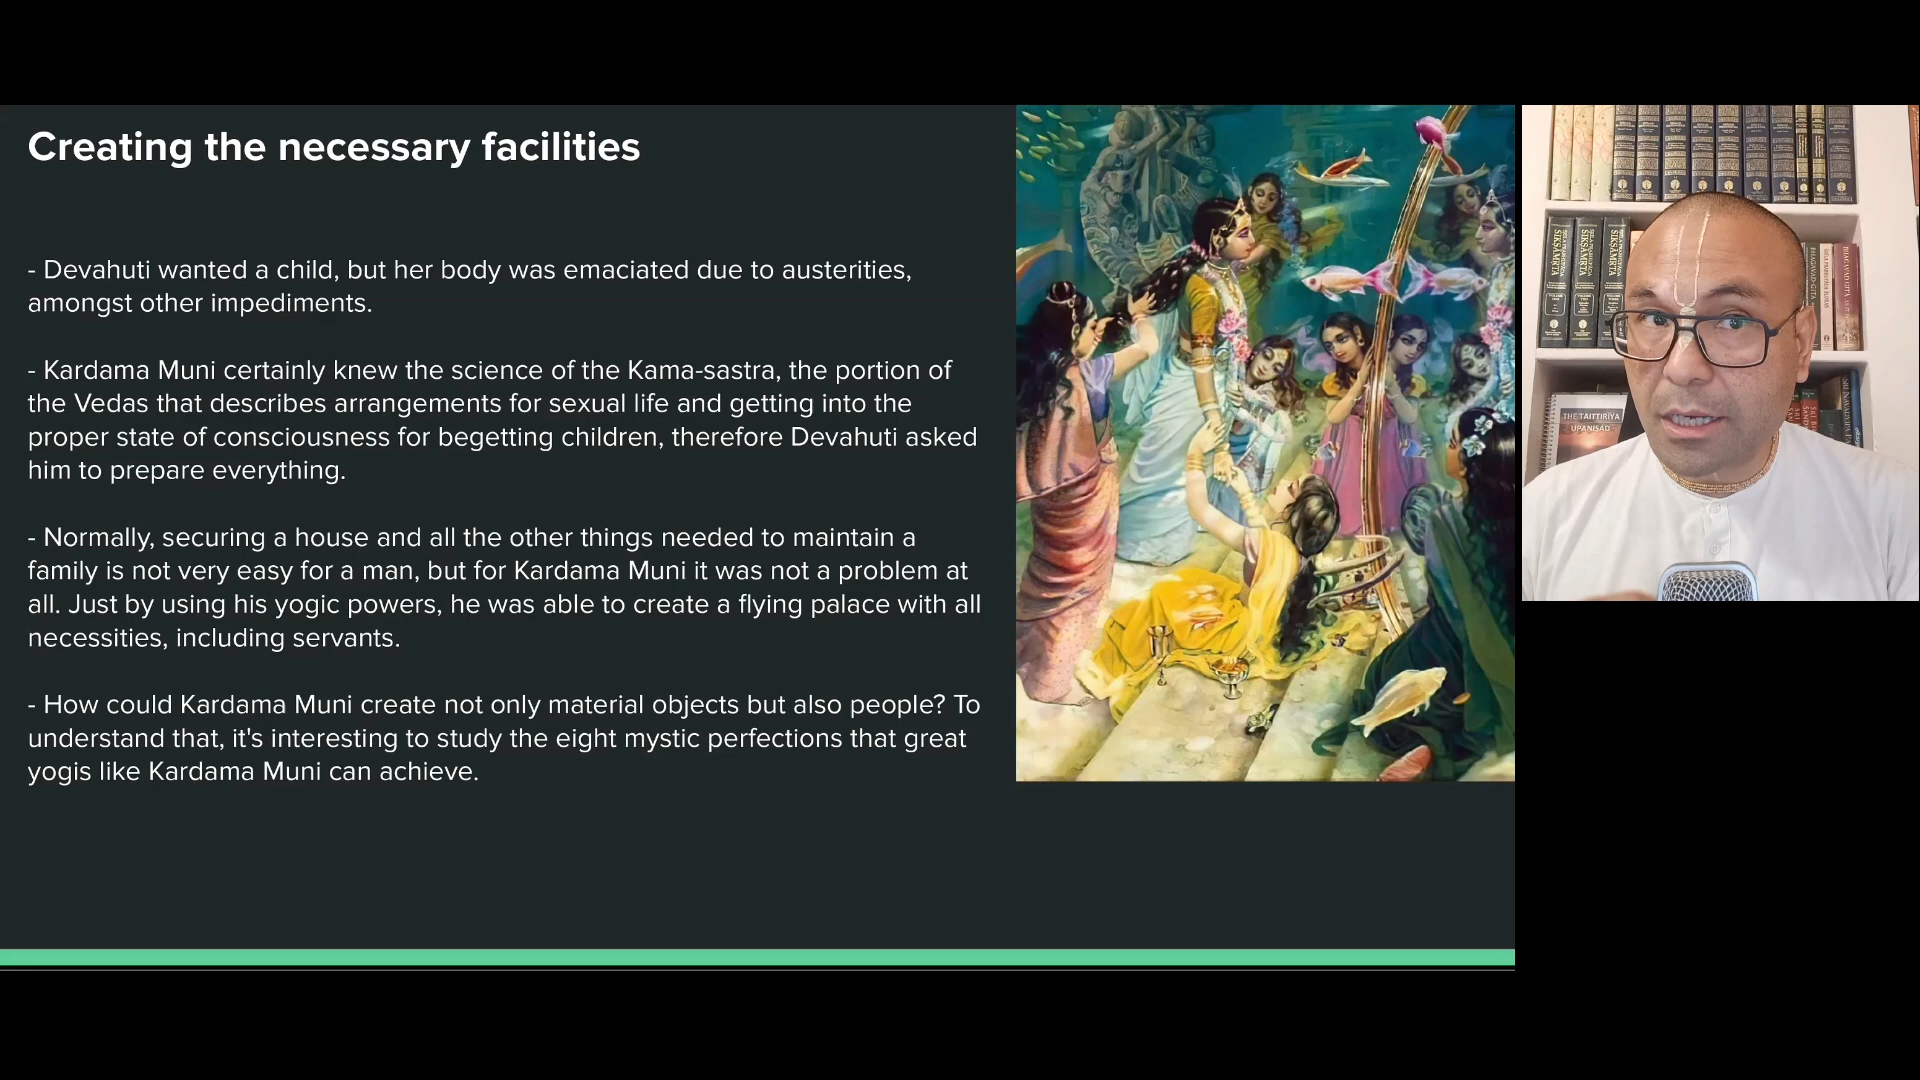 Creating the necessary facilities
- Devahuti wanted a child, but her body was emaciated due to austerities,
amongst other impediments.
- Kardama Muni certainly knew the science of the Kama-sastra, the portion of
the Vedas that describes arrangements for sexual life and getting into the
proper state of consciousness for begetting children, therefore Devahuti asked
him to prepare everything.
- Normally, securing a house and all the other things needed to maintain a
family is not very easy for a man, but for Kardama Muni it was not a problem at
all. Just by using his yogic powers, he was able to create a flying palace with all
necessities, including servants.
- How could Kardama Muni create not only material objects but also people? To
understand that, it's interesting to study the eight mystic perfections that great
yogis like Kardama Muni can achieve.
THE TAITTIRĪYA
UPANIṢAD